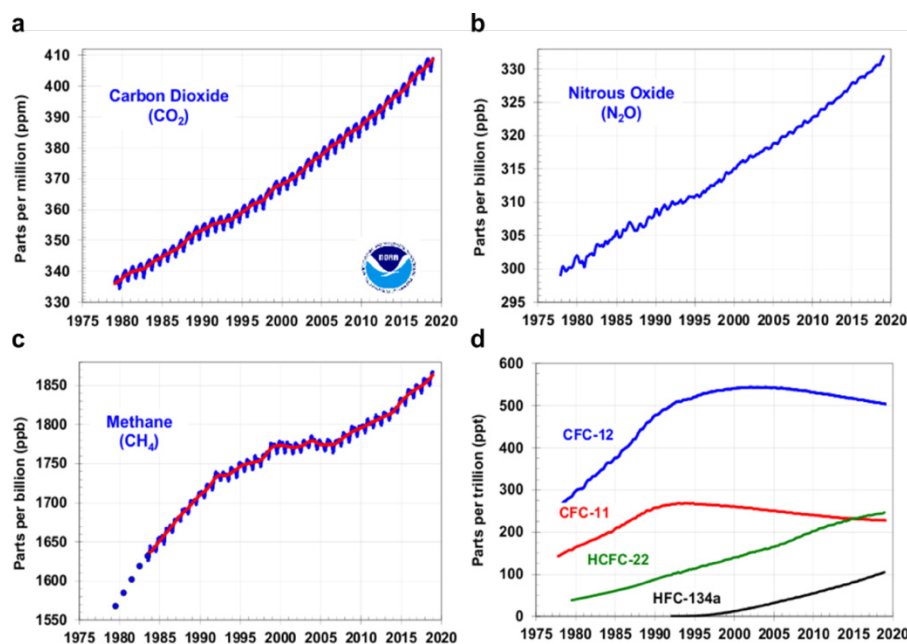 a
Parts per million (ppm)
410
400
390
380
370
360
350
340
330
Carbon Dioxide
(CO₂)
NOAA
1975 1980 1985 1990 1995 2000 2005 2010 2015 2020
b
Parts per billion (ppb)
330
325
320
315
310
305
300
295
Nitrous Oxide
(N₂O)
1975 1980 1985 1990 1995 2000 2005 2010 2015 2020
c
Parts per billion (ppb)
1850
1800
1750
1700
1650
1600
1550
Methane
(CH₄)
1975 1980 1985 1990 1995 2000 2005 2010 2015 2020
d
Parts per trillion (ppt)
600
500
400
300
200
100
0
CFC-12
CFC-11
HCFC-22
HFC-134a
1975 1980 1985 1990 1995 2000 2005 2010 2015 2020